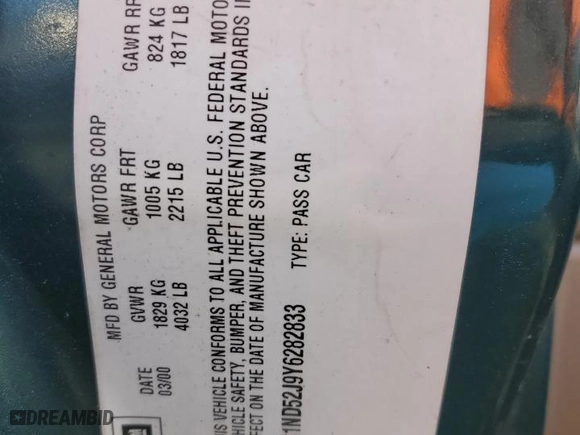 MFD BY GENERAL MOTORS CORP
DATE GVWR GAWR FRT GAWR RR
03/00 1829 KG 1005 KG 824 KG
4032 LB 2215 LB 1817 LB
VEHICLE CONFORMS TO ALL APPLICABLE U.S. FEDERAL
VEHICLE SAFETY, BUMPER, AND THEFT PREVENTION STANDARDS
EFFECT ON THE DATE OF MANUFACTURE SHOWN ABOVE.
1ND52J9Y6282833 TYPE: PASS CAR
GM
DREAMBID